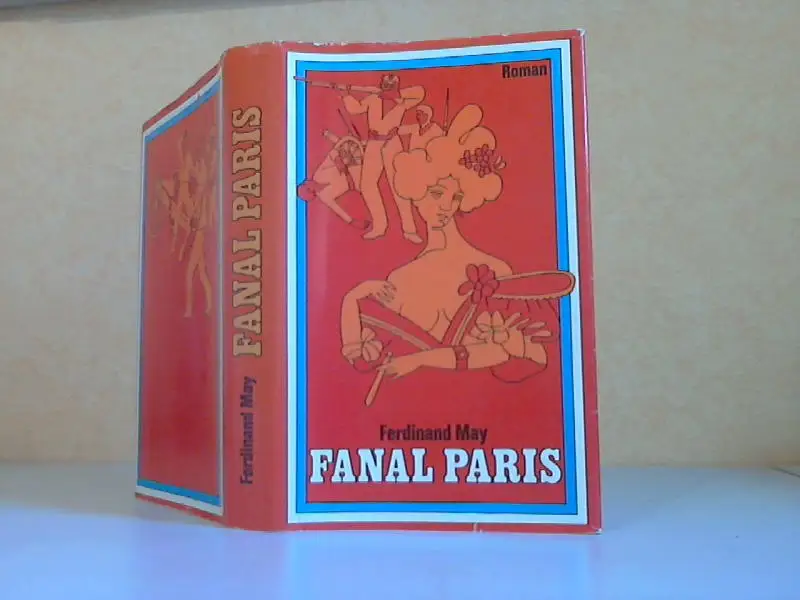 FANAL PARIS
Ferdinand May
Roman
Ferdinand May
FANAL PARIS